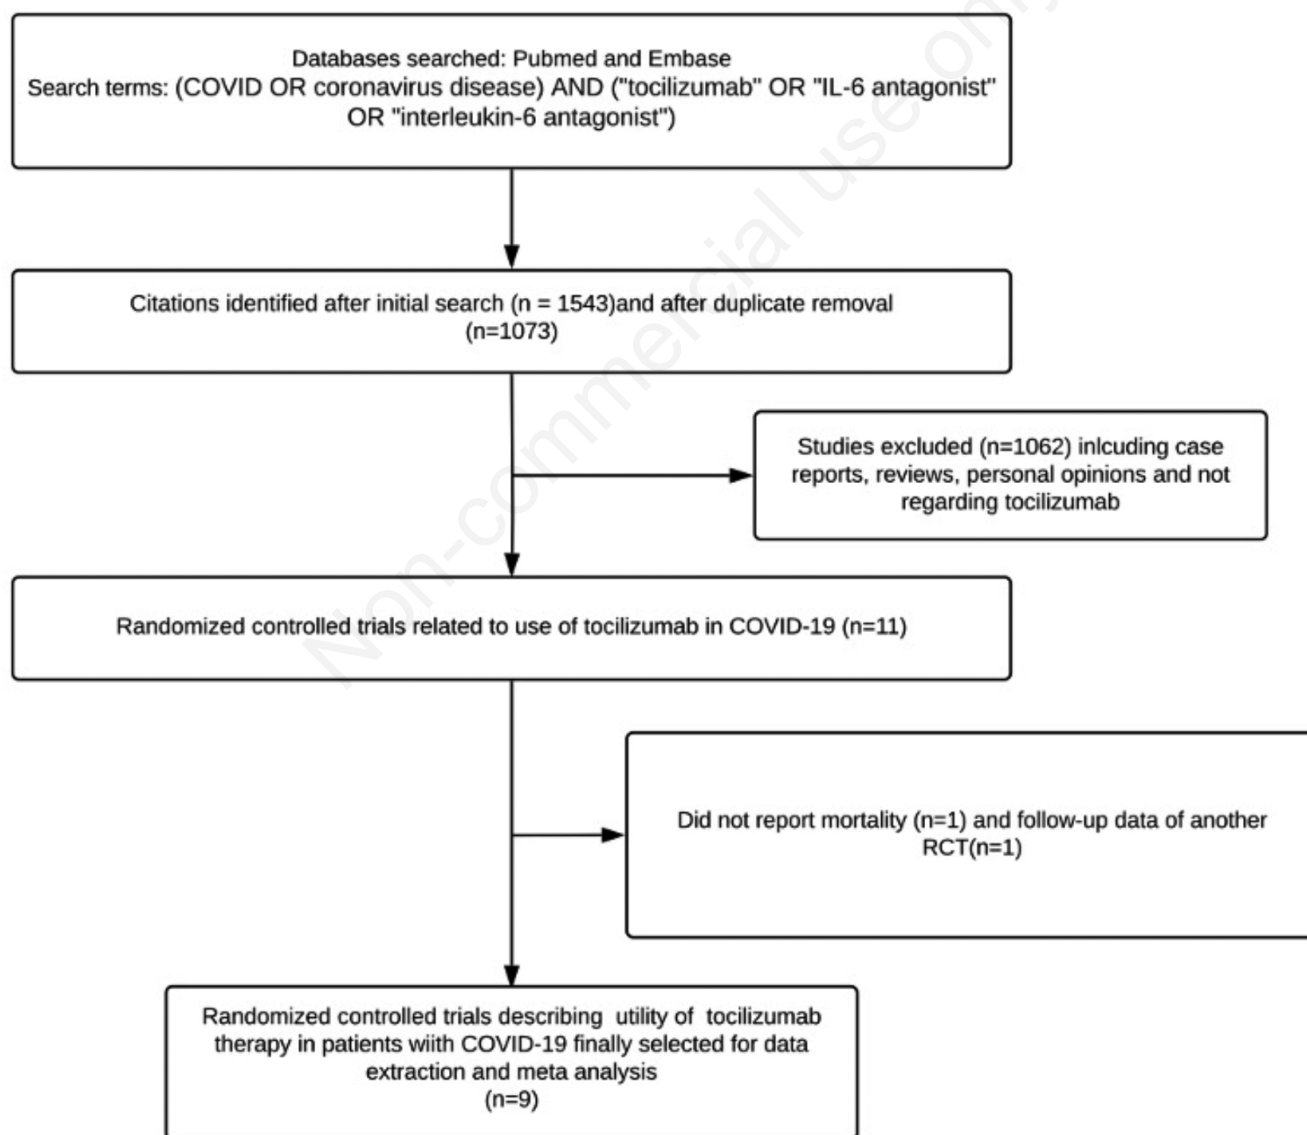 Databases searched: Pubmed and Embase
Search terms: (COVID OR coronavirus disease) AND ("tocilizumab" OR "IL-6 antagonist"
OR "interleukin-6 antagonist")
Citations identified after initial search (n = 1543)and after duplicate removal
(n=1073)
Studies excluded (n=1062) inlcuding case
reports, reviews, personal opinions and not
regarding tocilizumab
Randomized controlled trials related to use of tocilizumab in COVID-19 (n=11)
Did not report mortality (n=1) and follow-up data of another
RCT(n=1)
Randomized controlled trials describing utility of tocilizumab
therapy in patients wiith COVID-19 finally selected for data
extraction and meta analysis
(n=9)
Non-commercial use only